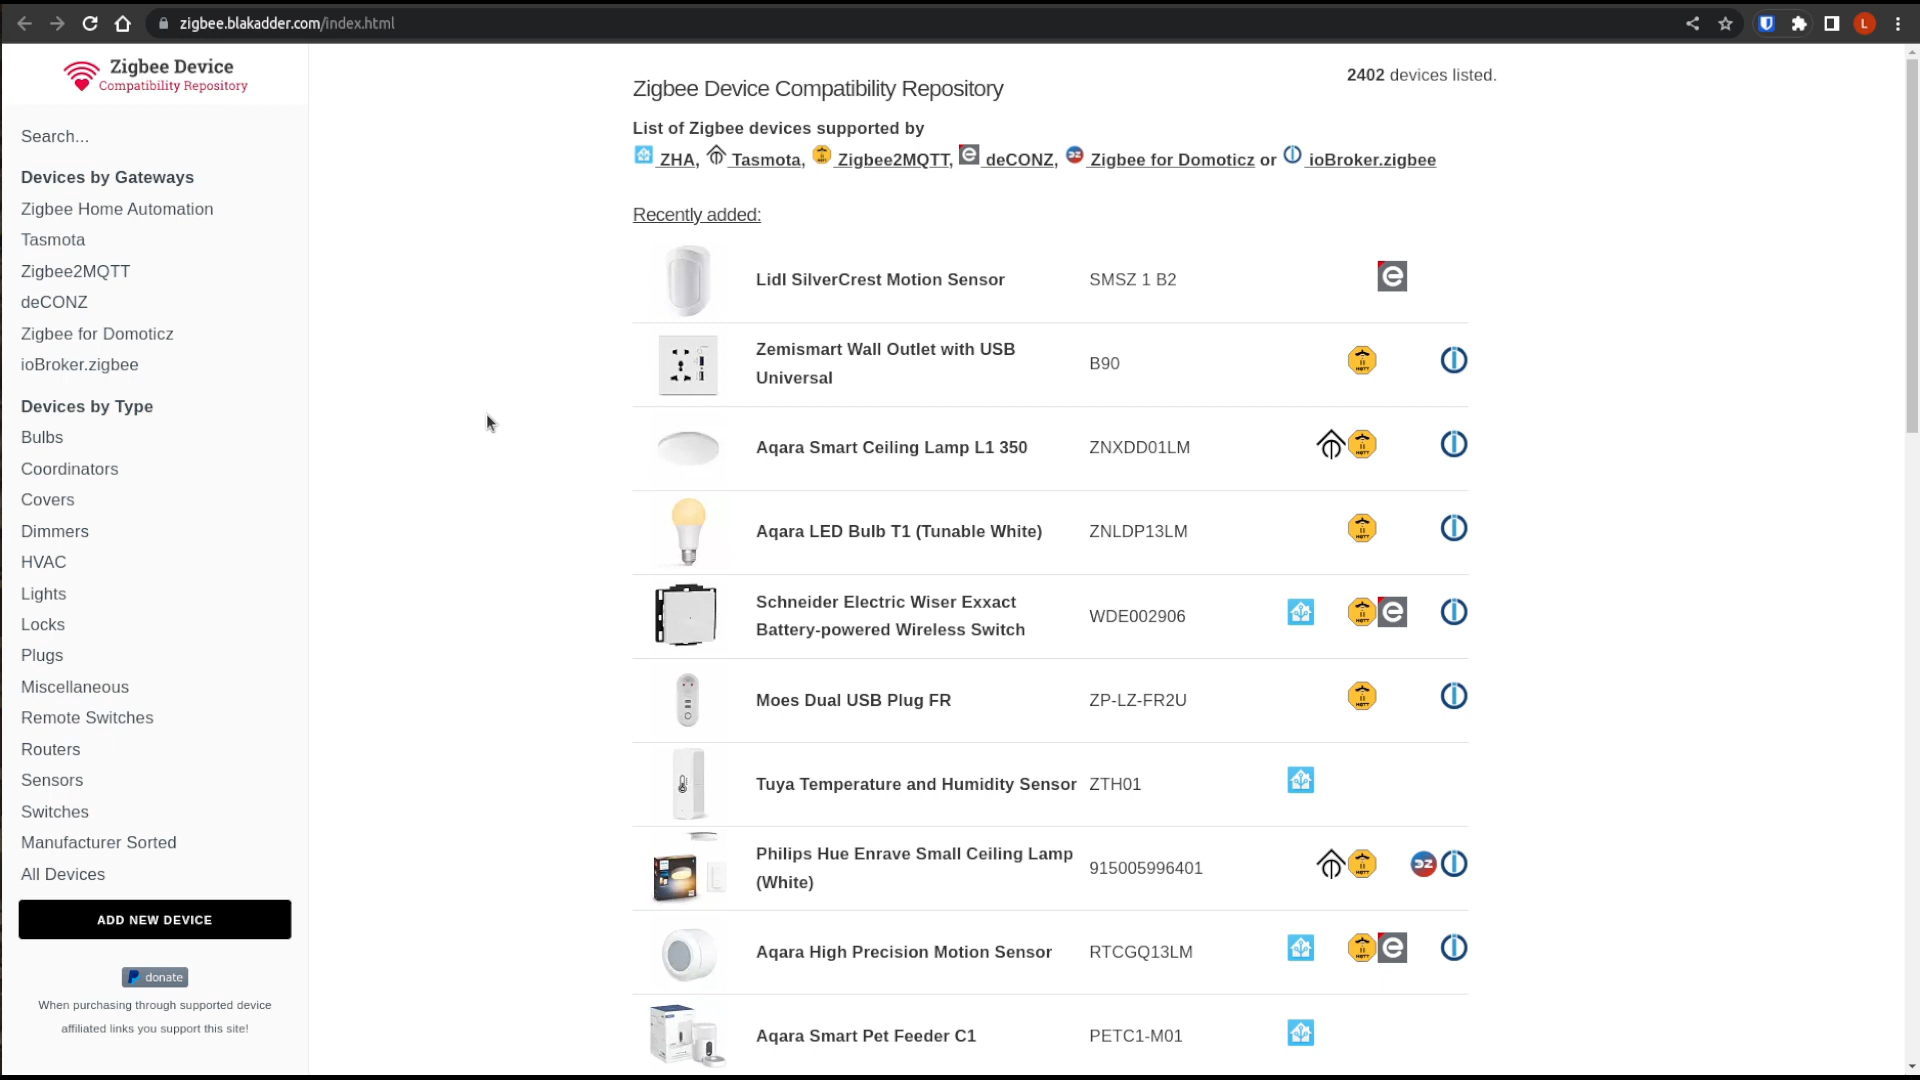 zigbee.blakadder.com/index.html
L
Zigbee Device
Compatibility Repository
Search...
Devices by Gateways
Zigbee Home Automation
Tasmota
Zigbee2MQTT
deCONZ
Zigbee for Domoticz
ioBroker.zigbee
Devices by Type
Bulbs
Coordinators
Covers
Dimmers
HVAC
Lights
Locks
Plugs
Miscellaneous
Remote Switches
Routers
Sensors
Switches
Manufacturer Sorted
All Devices
ADD NEW DEVICE
donate
When purchasing through supported device
affiliated links you support this site!
Zigbee Device Compatibility Repository
2402 devices listed.
List of Zigbee devices supported by
ZHA, Tasmota, Zigbee2MQTT, deCONZ, Zigbee for Domoticz or ioBroker.zigbee
Recently added:
Lidl SilverCrest Motion Sensor SMSZ 1 B2
Zemismart Wall Outlet with USB
Universal
B90
Aqara Smart Ceiling Lamp L1 350 ZNXDD01LM
Aqara LED Bulb T1 (Tunable White) ZNLDP13LM
Schneider Electric Wiser Exxact
Battery-powered Wireless Switch
WDE002906
Moes Dual USB Plug FR ZP-LZ-FR2U
Tuya Temperature and Humidity Sensor ZTH01
Philips Hue Enrave Small Ceiling Lamp
(White)
915005996401
Aqara High Precision Motion Sensor RTCGQ13LM
Aqara Smart Pet Feeder C1 PETC1-M01